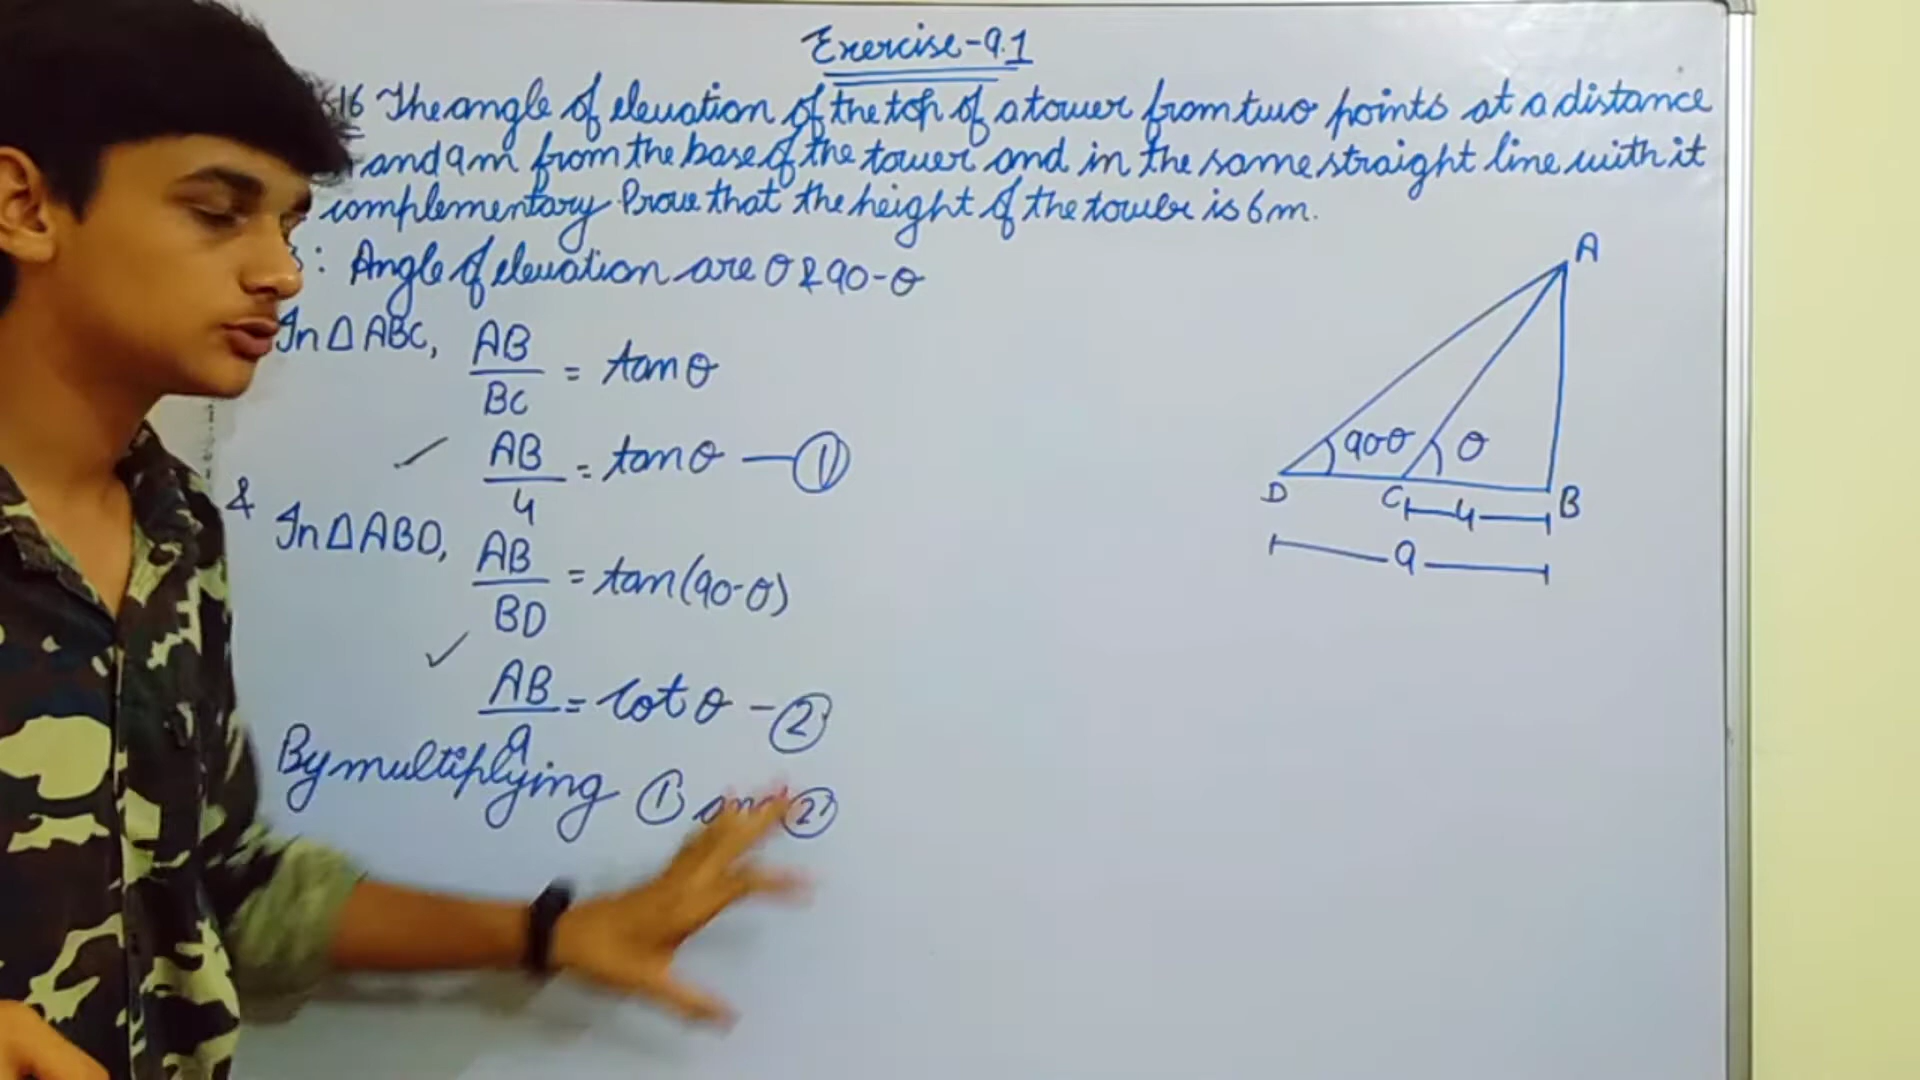 Exercise-9.1
16 The angle of elevation of the top of a tower from two points at a distance
and 9m from the base of the tower and in the same straight line with it
complementary. Prove that the height of the tower is 6m.
: Angle of elevation are θ & 90-θ
In Δ ABC, AB/BC = tan θ
AB/4 = tan θ — ①
& In Δ ABD, AB/BD = tan(90-θ)
AB/9 = cot θ - ②
By multiplying ① and ②
A
90θ
θ
D
C
B
4
9